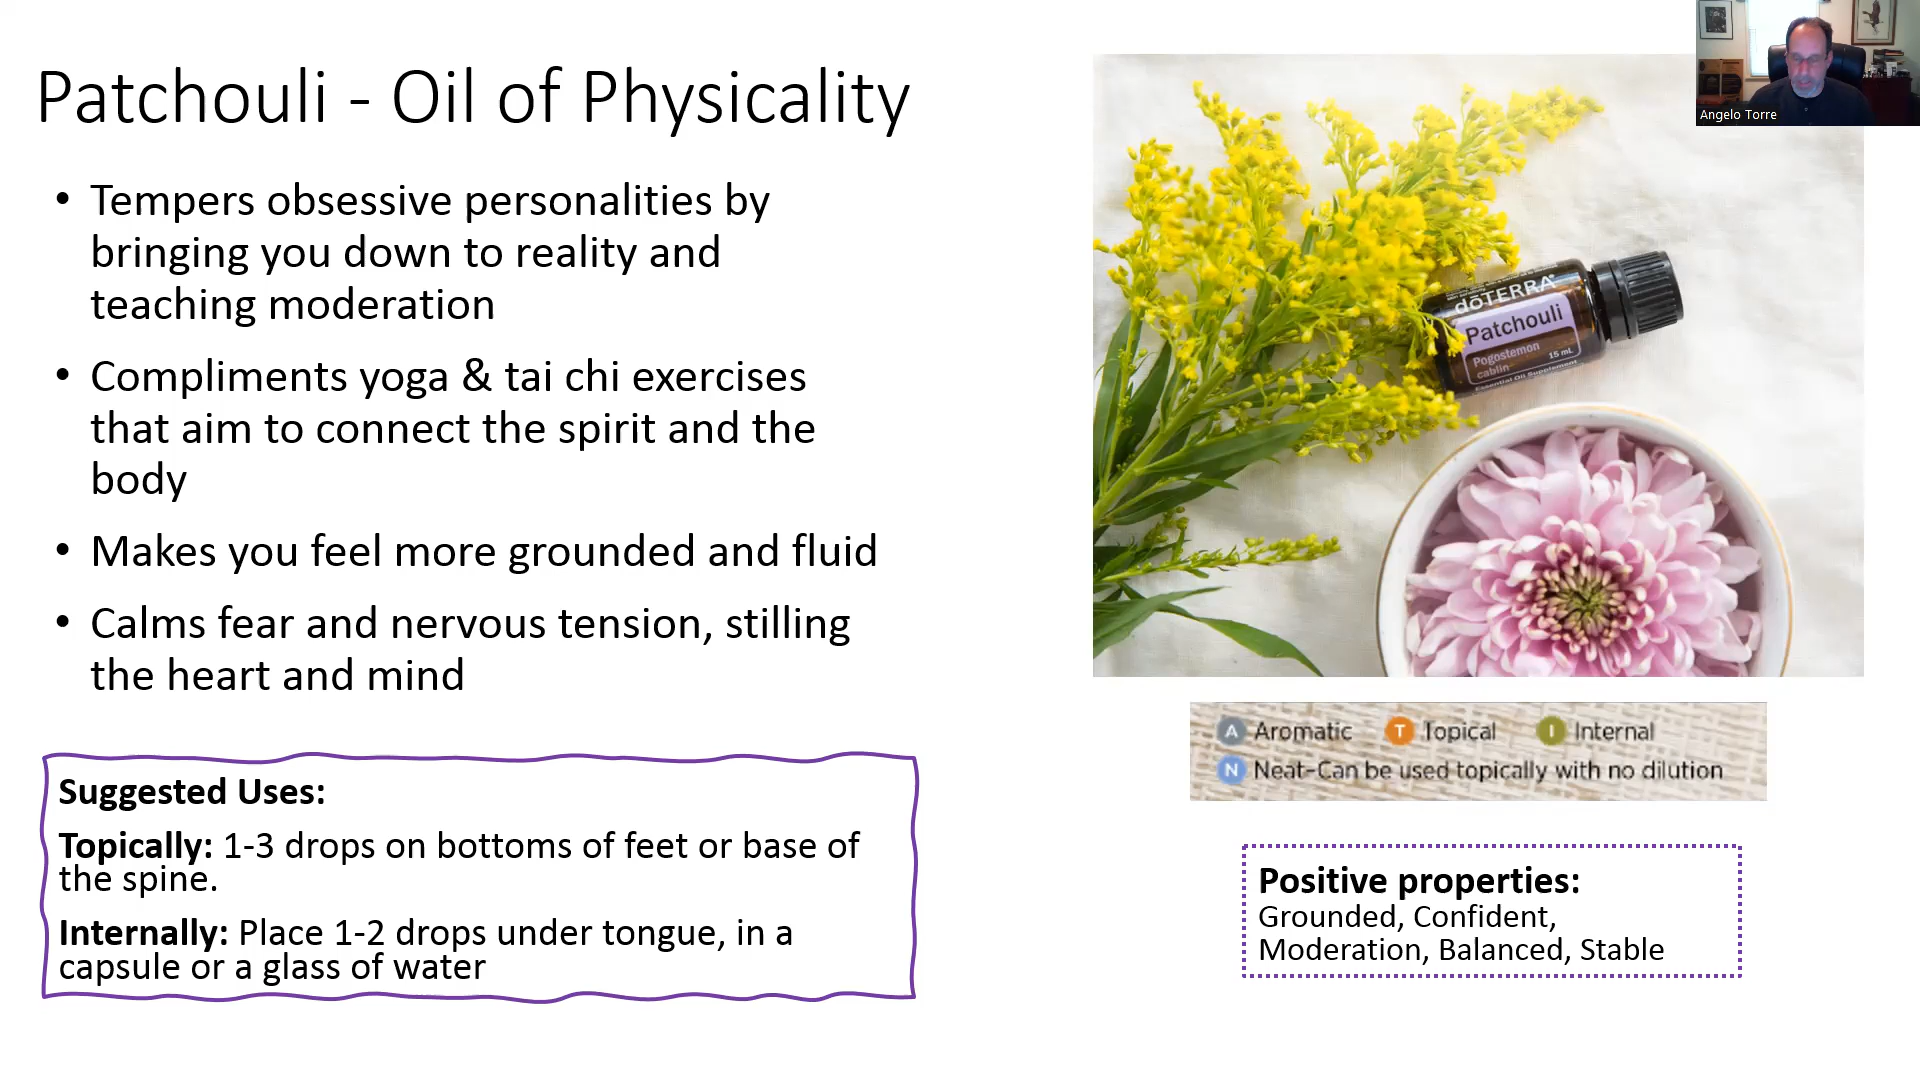 Patchouli - Oil of Physicality
• Tempers obsessive personalities by
bringing you down to reality and
teaching moderation
• Compliments yoga & tai chi exercises
that aim to connect the spirit and the
body
• Makes you feel more grounded and fluid
• Calms fear and nervous tension, stilling
the heart and mind
Suggested Uses:
Topically: 1-3 drops on bottoms of feet or base of
the spine.
Internally: Place 1-2 drops under tongue, in a
capsule or a glass of water
Angelo Torre
dōTERRA
Patchouli
Pogostemon
cablin
15 mL
Essential Oil Supplement
A Aromatic T Topical I Internal
N Neat-Can be used topically with no dilution
Positive properties:
Grounded, Confident,
Moderation, Balanced, Stable